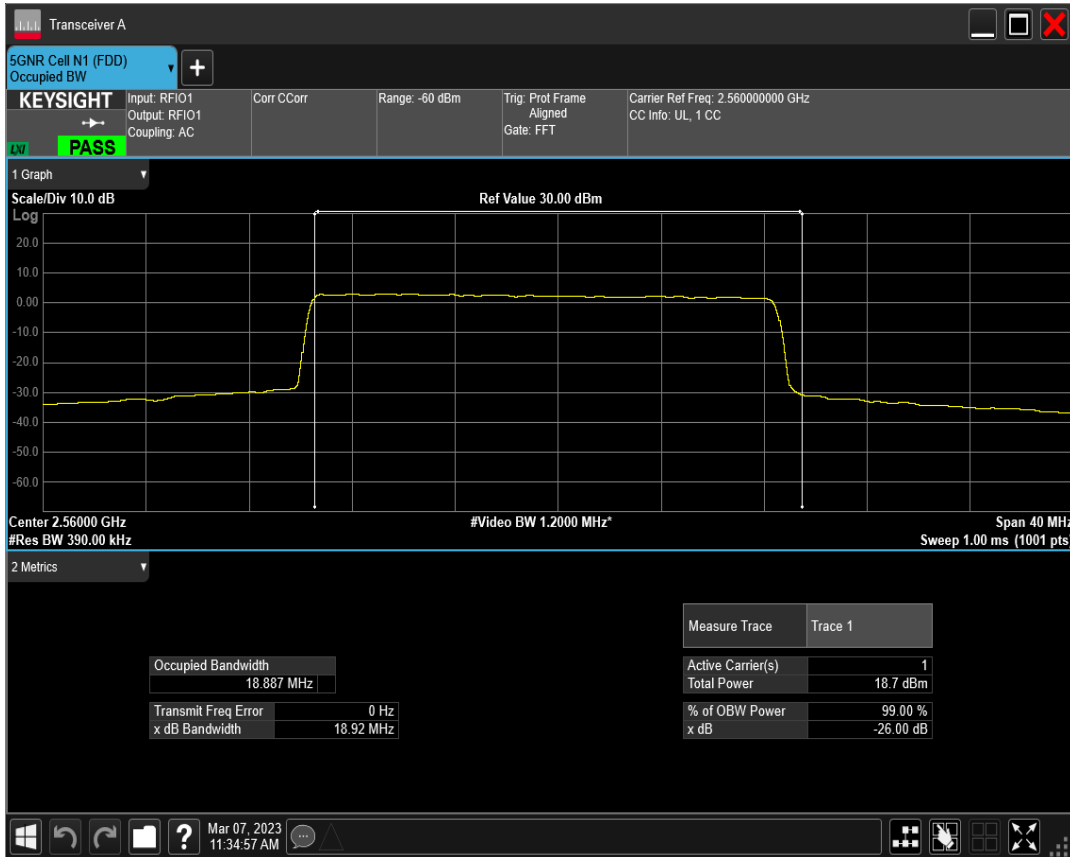 Transceiver A
5GNR Cell N1 (FDD)
Occupied BW
+
KEYSIGHT
LXI
PASS
Input: RFIO1
Output: RFIO1
Coupling: AC
Corr CCorr
Range: -60 dBm
Trig: Prot Frame
Aligned
Gate: FFT
Carrier Ref Freq: 2.560000000 GHz
CC Info: UL, 1 CC
1 Graph
Scale/Div 10.0 dB
Ref Value 30.00 dBm
Log
20.0
10.0
0.00
-10.0
-20.0
-30.0
-40.0
-50.0
-60.0
Center 2.56000 GHz
#Video BW 1.2000 MHz*
Span 40 MHz
#Res BW 390.00 kHz
Sweep 1.00 ms (1001 pts)
2 Metrics
Measure Trace Trace 1
Occupied Bandwidth
18.887 MHz
Active Carrier(s) 1
Total Power 18.7 dBm
Transmit Freq Error 0 Hz
x dB Bandwidth 18.92 MHz
% of OBW Power 99.00 %
x dB -26.00 dB
?
Mar 07, 2023
11:34:57 AM